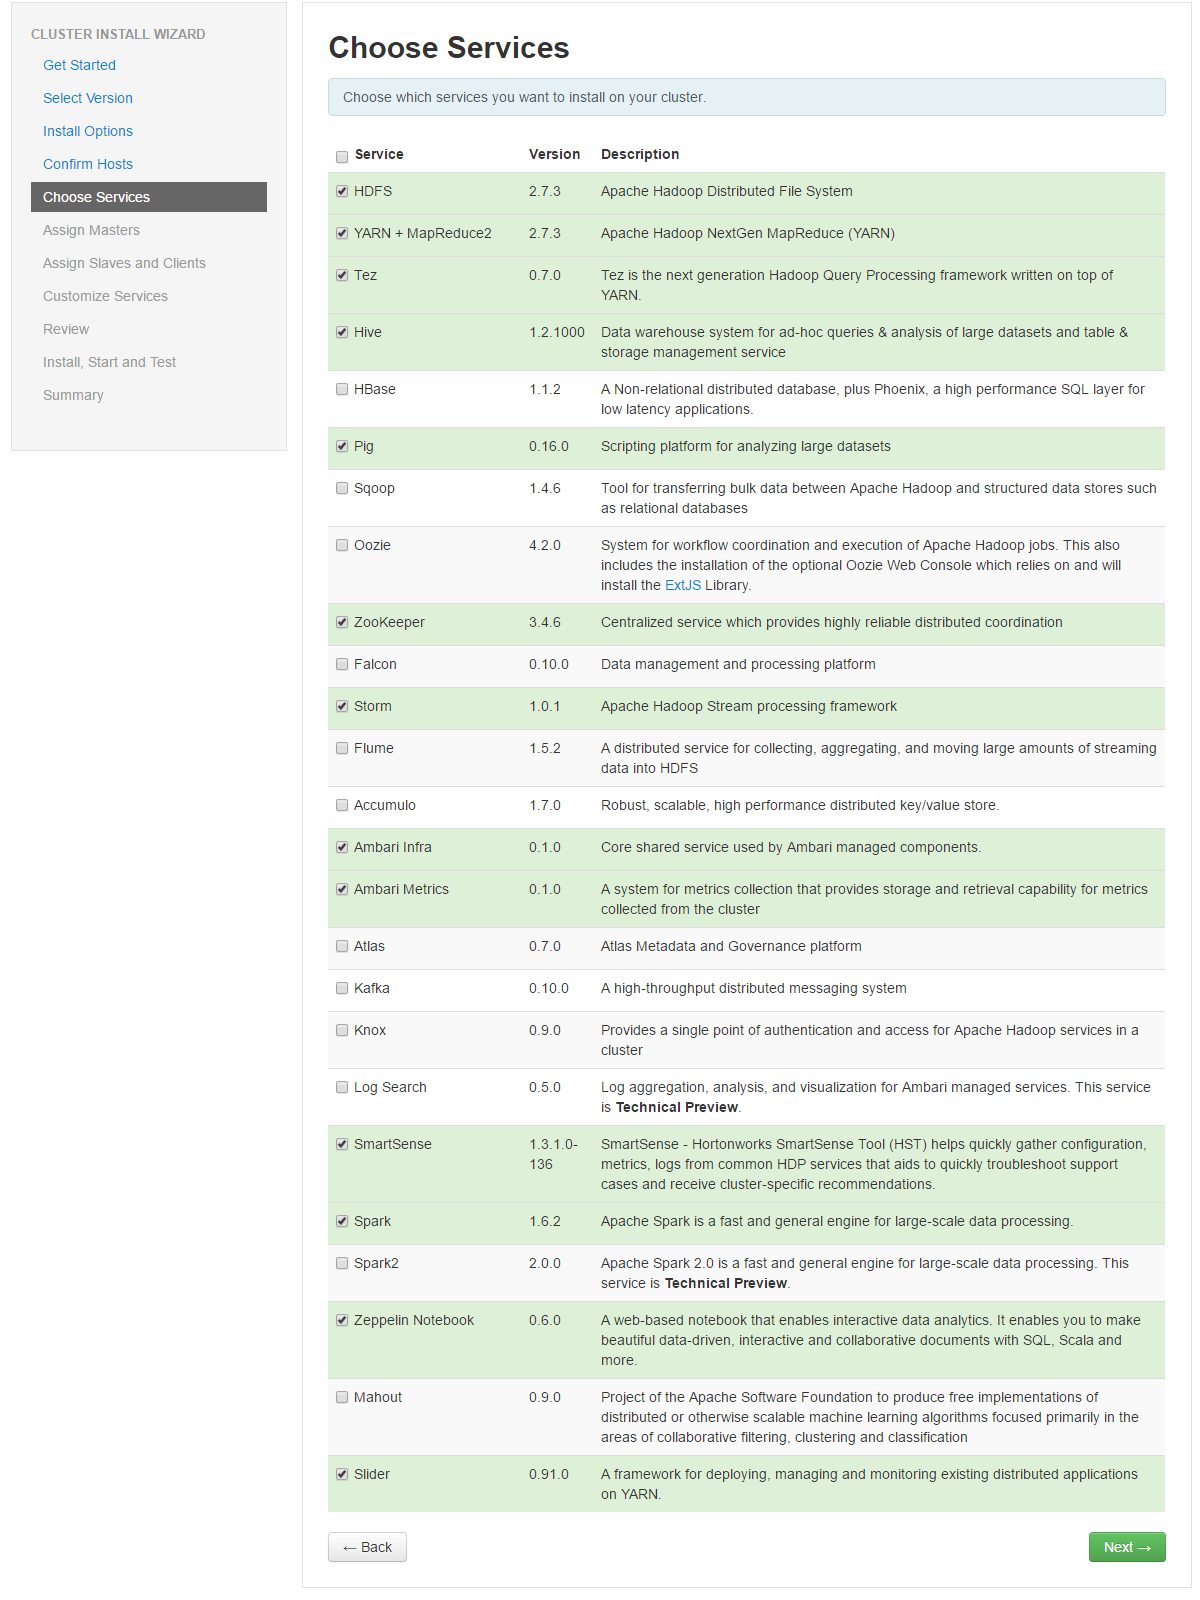 CLUSTER INSTALL WIZARD
Get Started
Select Version
Install Options
Confirm Hosts
Choose Services
Assign Masters
Assign Slaves and Clients
Customize Services
Review
Install, Start and Test
Summary
Choose Services
Choose which services you want to install on your cluster.
Service Version Description
HDFS 2.7.3 Apache Hadoop Distributed File System
YARN + MapReduce2 2.7.3 Apache Hadoop NextGen MapReduce (YARN)
Tez 0.7.0 Tez is the next generation Hadoop Query Processing framework written on top of
YARN.
Hive 1.2.1000 Data warehouse system for ad-hoc queries & analysis of large datasets and table &
storage management service
HBase 1.1.2 A Non-relational distributed database, plus Phoenix, a high performance SQL layer for
low latency applications.
Pig 0.16.0 Scripting platform for analyzing large datasets
Sqoop 1.4.6 Tool for transferring bulk data between Apache Hadoop and structured data stores such
as relational databases
Oozie 4.2.0 System for workflow coordination and execution of Apache Hadoop jobs. This also
includes the installation of the optional Oozie Web Console which relies on and will
install the ExtJS Library.
ZooKeeper 3.4.6 Centralized service which provides highly reliable distributed coordination
Falcon 0.10.0 Data management and processing platform
Storm 1.0.1 Apache Hadoop Stream processing framework
Flume 1.5.2 A distributed service for collecting, aggregating, and moving large amounts of streaming
data into HDFS
Accumulo 1.7.0 Robust, scalable, high performance distributed key/value store.
Ambari Infra 0.1.0 Core shared service used by Ambari managed components.
Ambari Metrics 0.1.0 A system for metrics collection that provides storage and retrieval capability for metrics
collected from the cluster
Atlas 0.7.0 Atlas Metadata and Governance platform
Kafka 0.10.0 A high-throughput distributed messaging system
Knox 0.9.0 Provides a single point of authentication and access for Apache Hadoop services in a
cluster
Log Search 0.5.0 Log aggregation, analysis, and visualization for Ambari managed services. This service
is Technical Preview.
SmartSense 1.3.1.0- SmartSense - Hortonworks SmartSense Tool (HST) helps quickly gather configuration,
136 metrics, logs from common HDP services that aids to quickly troubleshoot support
cases and receive cluster-specific recommendations.
Spark 1.6.2 Apache Spark is a fast and general engine for large-scale data processing.
Spark2 2.0.0 Apache Spark 2.0 is a fast and general engine for large-scale data processing. This
service is Technical Preview.
Zeppelin Notebook 0.6.0 A web-based notebook that enables interactive data analytics. It enables you to make
beautiful data-driven, interactive and collaborative documents with SQL, Scala and
more.
Mahout 0.9.0 Project of the Apache Software Foundation to produce free implementations of
distributed or otherwise scalable machine learning algorithms focused primarily in the
areas of collaborative filtering, clustering and classification
Slider 0.91.0 A framework for deploying, managing and monitoring existing distributed applications
on YARN.
← Back Next →